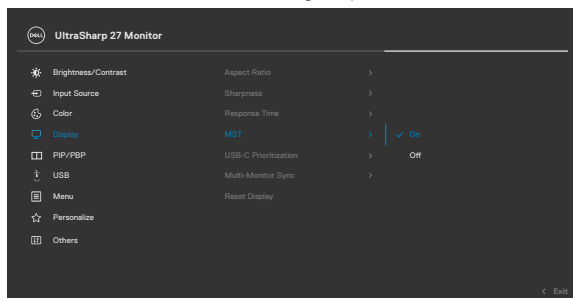 DELL UltraSharp 27 Monitor
Brightness/Contrast Aspect Ratio >
Input Source Sharpness >
Color Response Time >
Display MST > ✓ On
PIP/PBP USB-C Prioritization > Off
USB Multi-Monitor Sync >
Menu Reset Display
Personalize
Others
< Exit